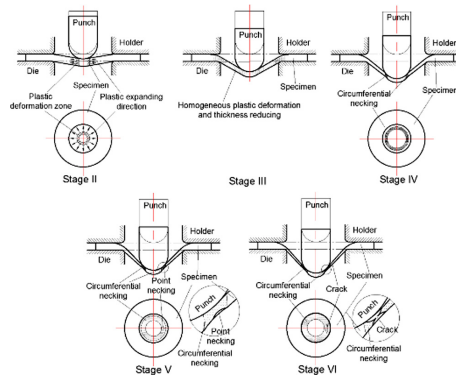 Punch
Holder
Die
Specimen
Plastic
deformation zone
Plastic expanding
direction
Stage II
Punch
Holder
Die
Specimen
Homogeneous plastic deformation
and thickness reducing
Stage III
Punch
Holder
Die
Circumferential
necking
Specimen
Stage IV
Punch
Holder
Die
Specimen
Circumferential
necking
Point
necking
Punch
Point
necking
Circumferential
necking
Stage V
Punch
Holder
Die
Specimen
Circumferential
necking
Crack
Punch
Crack
Circumferential
necking
Stage VI